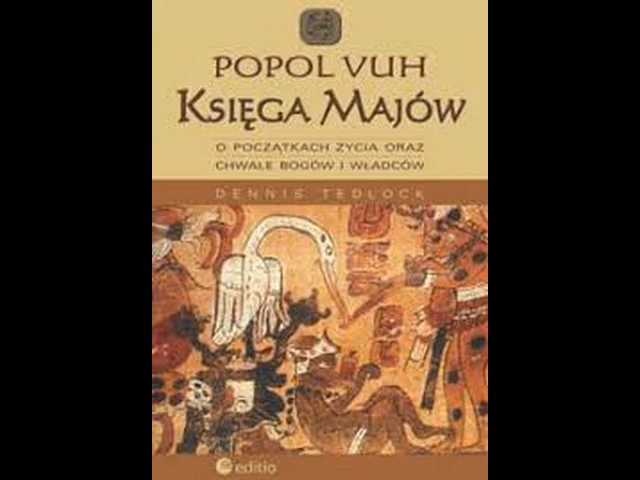 POPOL VUH
KSIĘGA MAJÓW
O POCZĄTKACH ŻYCIA ORAZ
CHWALE BOGÓW I WŁADCÓW
DENNIS TEDLOCK
editio